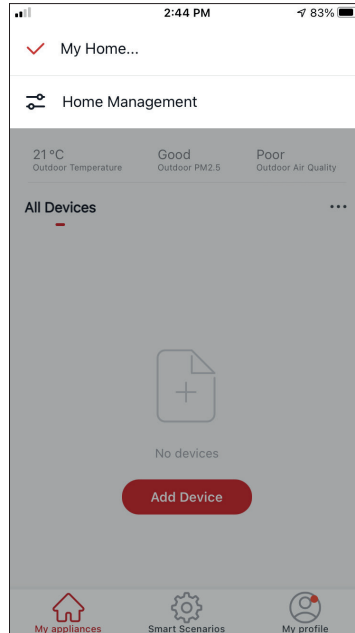 2:44 PM 83%
My Home...
Home Management
21°C Good Poor
Outdoor Temperature Outdoor PM2.5 Outdoor Air Quality
All Devices ...
No devices
Add Device
My appliances Smart Scenarios My profile